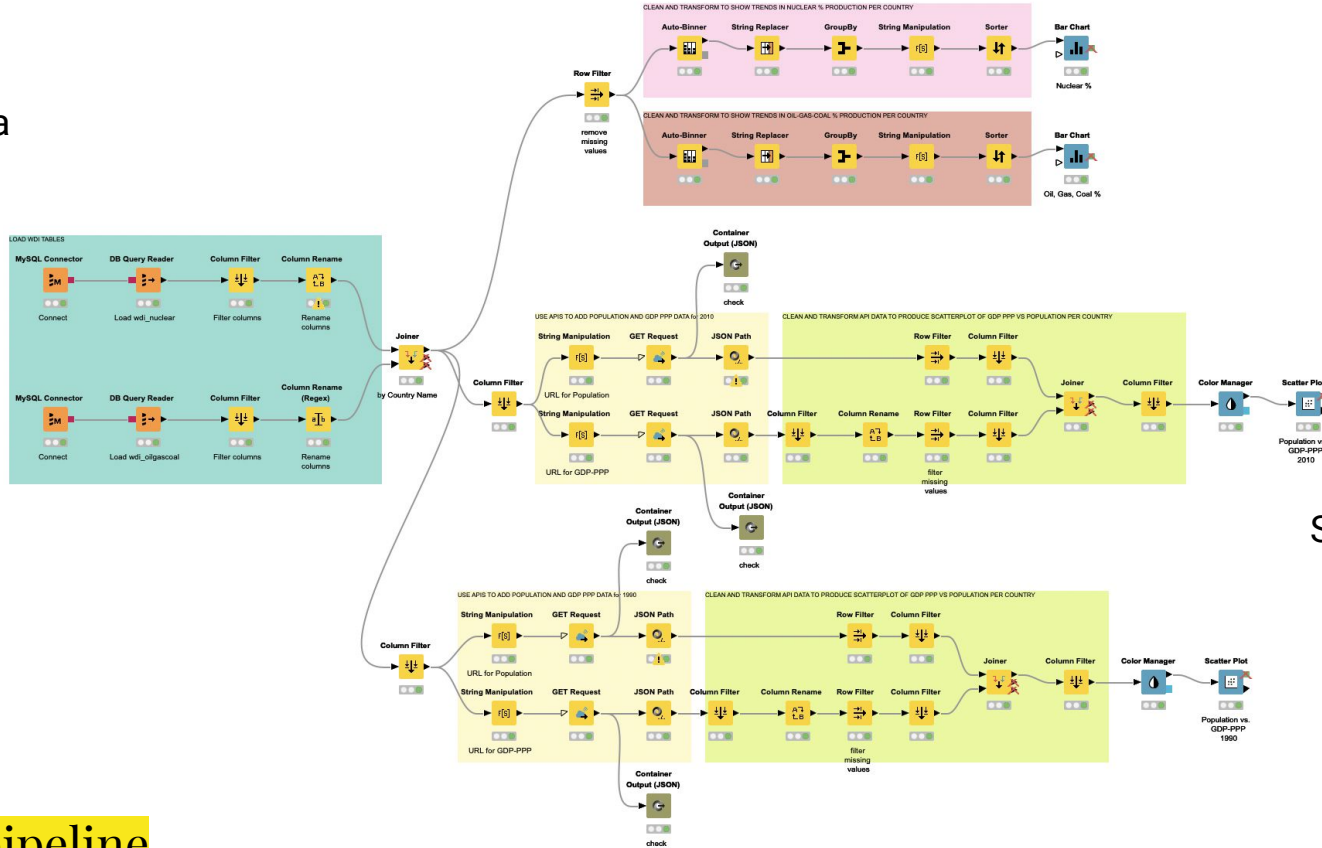 CLEAN AND TRANSFORM TO SHOW TRENDS IN NUCLEAR % PRODUCTION PER COUNTRY
Auto-Binner String Replacer GroupBy String Manipulation Sorter Bar Chart
Nuclear %
Row Filter
remove
missing
values
a
CLEAN AND TRANSFORM TO SHOW TRENDS IN OIL-GAS-COAL % PRODUCTION PER COUNTRY
Auto-Binner String Replacer GroupBy String Manipulation Sorter Bar Chart
Oil, Gas, Coal %
LOAD WDI TABLES
MySQL Connector DB Query Reader Column Filter Column Rename
Connect Load wdi_nuclear Filter columns Rename
columns
Joiner
by Country Name
MySQL Connector DB Query Reader Column Filter Column Rename
(Regex)
Connect Load wdi_oilgascoal Filter columns Rename
columns
Container
Output (JSON)
check
Column Filter
USE APIS TO ADD POPULATION AND GDP PPP DATA for 2010
String Manipulation GET Request JSON Path
URL for Population
String Manipulation GET Request JSON Path
URL for GDP-PPP
CLEAN AND TRANSFORM API DATA TO PRODUCE SCATTERPLOT OF GDP PPP VS POPULATION PER COUNTRY
Row Filter Column Filter
Column Filter Column Rename Row Filter Column Filter
filter
missing
values
Joiner Column Filter Color Manager Scatter Plo
Population v
GDP-PPP
2010
Container
Output (JSON)
check
S
Container
Output (JSON)
check
Column Filter
USE APIS TO ADD POPULATION AND GDP PPP DATA for 1990
String Manipulation GET Request JSON Path
URL for Population
String Manipulation GET Request JSON Path
URL for GDP-PPP
CLEAN AND TRANSFORM API DATA TO PRODUCE SCATTERPLOT OF GDP PPP VS POPULATION PER COUNTRY
Row Filter Column Filter
Column Filter Column Rename Row Filter Column Filter
filter
missing
values
Joiner Column Filter Color Manager Scatter Plot
Population vs.
GDP-PPP
1990
Container
Output (JSON)
check
pipeline